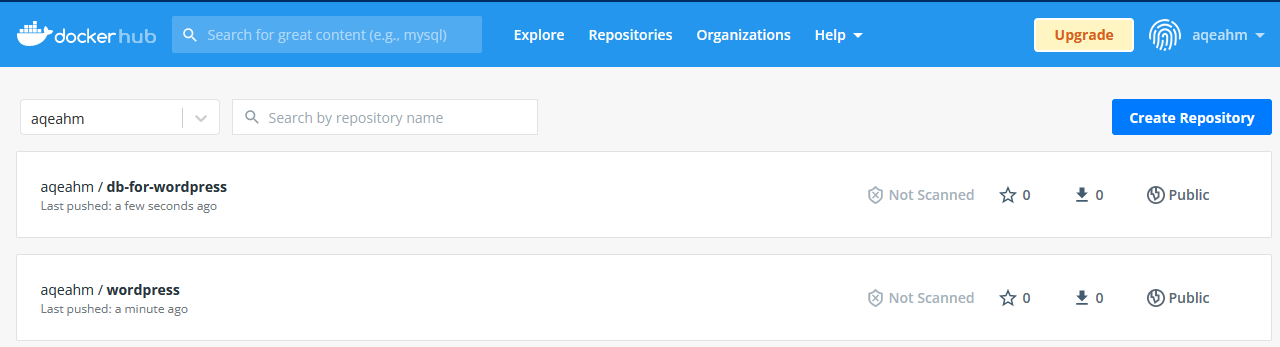 docker hub Search for great content (e.g., mysql) Explore Repositories Organizations Help Upgrade aqeahm
aqeahm Search by repository name Create Repository
aqeahm / db-for-wordpress
Last pushed: a few seconds ago
Not Scanned 0 0 Public
aqeahm / wordpress
Last pushed: a minute ago
Not Scanned 0 0 Public